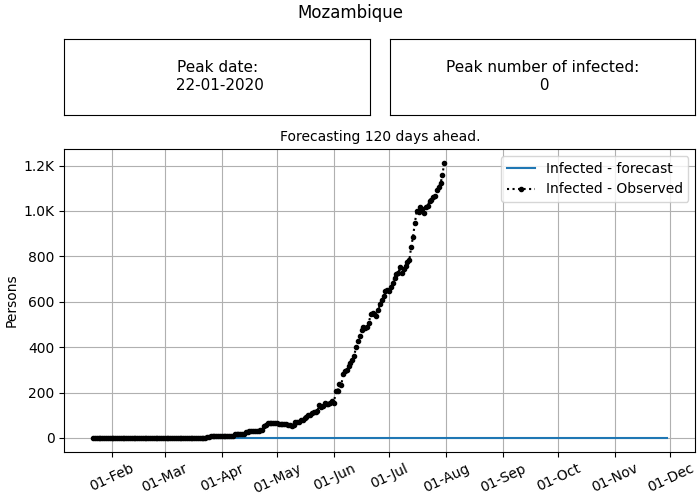 Mozambique
Peak date:
22-01-2020
Peak number of infected:
0
Forecasting 120 days ahead.
1.2K
1.0K
800
600
400
200
0
Persons
Infected - forecast
Infected - Observed
01-Feb
01-Mar
01-Apr
01-May
01-Jun
01-Jul
01-Aug
01-Sep
01-Oct
01-Nov
01-Dec